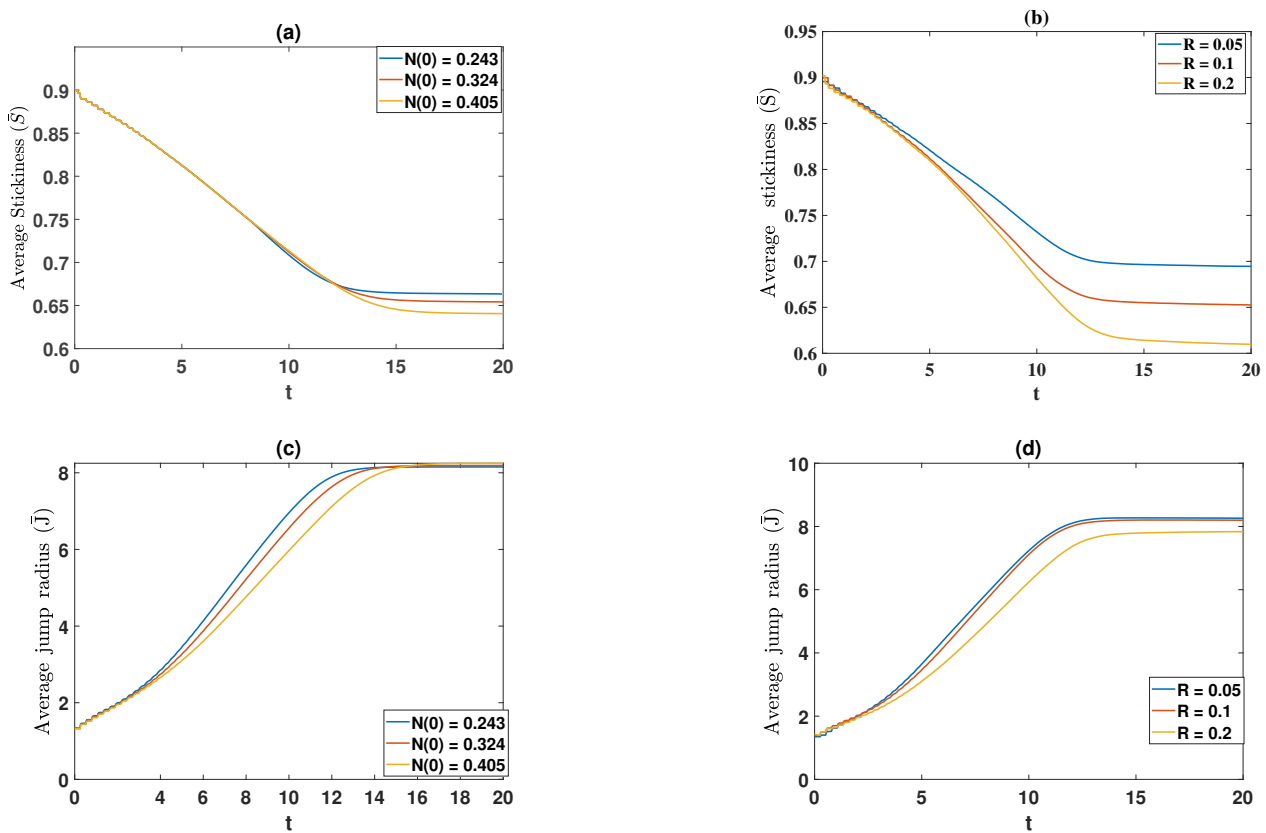 (a)
N(0) = 0.243
N(0) = 0.324
N(0) = 0.405
Average Stickiness (S̄)
0.9
0.85
0.8
0.75
0.7
0.65
0.6
0 5 10 15 20
t
(b)
R = 0.05
R = 0.1
R = 0.2
Average stickiness (S̄)
0.95
0.9
0.85
0.8
0.75
0.7
0.65
0.6
0 5 10 15 20
t
(c)
N(0) = 0.243
N(0) = 0.324
N(0) = 0.405
Average jump radius (J̄)
8
6
4
2
0
0 4 6 8 10 12 14 16 20
t
(d)
R = 0.05
R = 0.1
R = 0.2
Average jump radius (J̄)
10
8
6
4
2
0
0 5 10 15 20
t